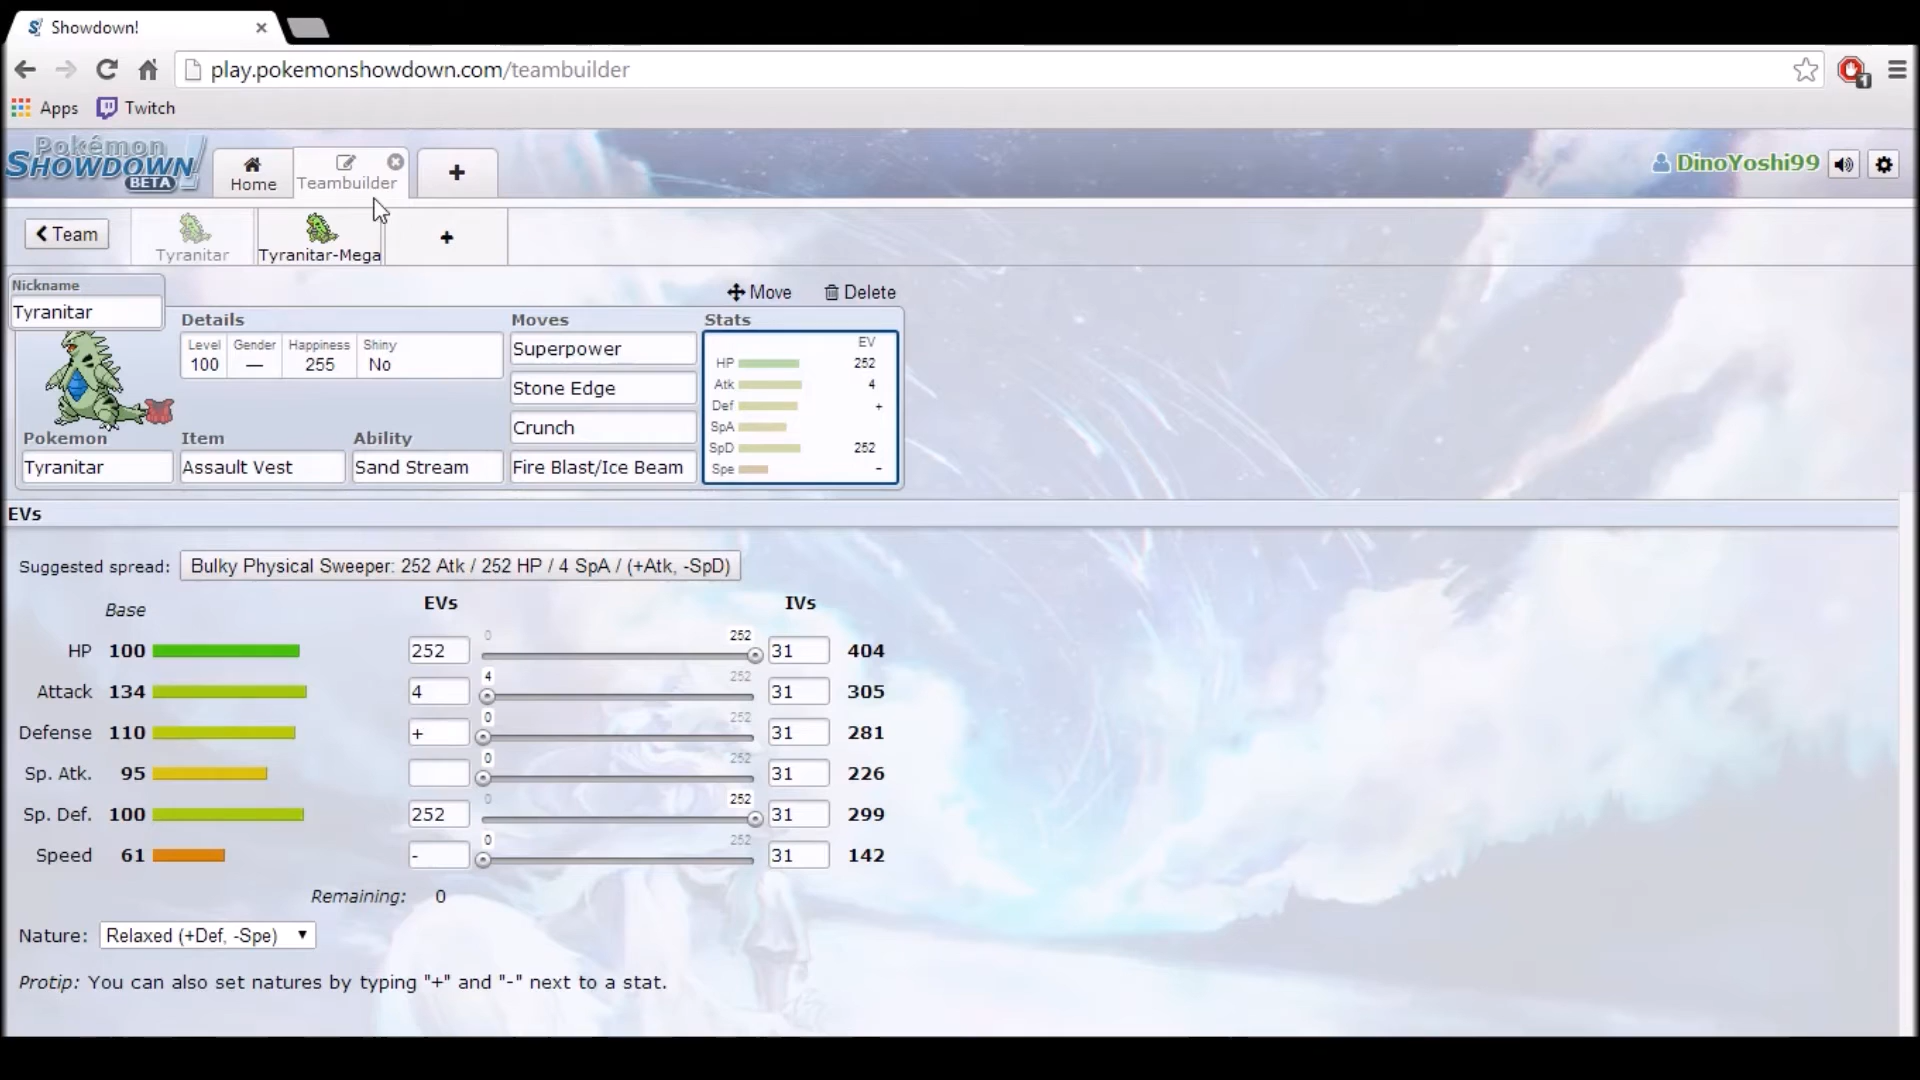 Showdown!
play.pokemonshowdown.com/teambuilder
1
Apps Twitch
Pokémon
SHOWDOWN!
BETA
Home
Teambuilder
+
DinoYoshi99
Team
Tyranitar
Tyranitar-Mega
+
Nickname
Tyranitar
Move Delete
Details
Level Gender Happiness Shiny
100 — 255 No
Moves
Superpower
Stone Edge
Crunch
Fire Blast/Ice Beam
Stats
EV
HP 252
Atk 4
Def +
SpA
SpD 252
Spe -
Pokemon Item Ability
Tyranitar Assault Vest Sand Stream
EVs
Suggested spread: Bulky Physical Sweeper: 252 Atk / 252 HP / 4 SpA / (+Atk, -SpD)
Base EVs IVs
0 252
HP 100 252 31 404
4 252
Attack 134 4 31 305
0 252
Defense 110 + 31 281
0 252
Sp. Atk. 95 31 226
0 252
Sp. Def. 100 252 31 299
0 252
Speed 61 - 31 142
Remaining: 0
Nature: Relaxed (+Def, -Spe)
Protip: You can also set natures by typing "+" and "-" next to a stat.